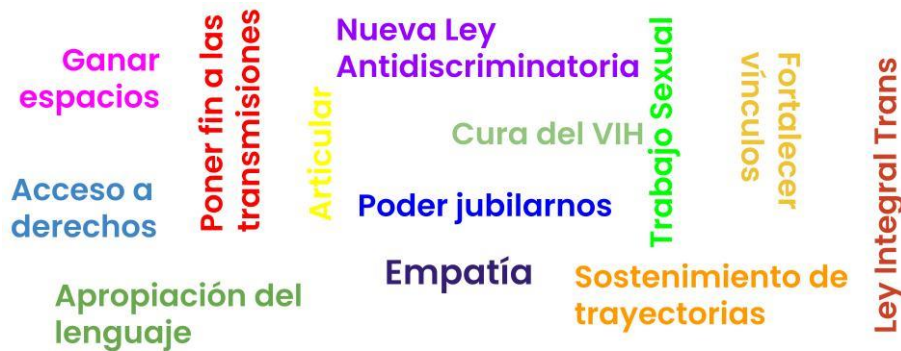 Ganar
espacios
Poner fin a las
transmisiones
Nueva Ley
Antidiscriminatoria
Articular
Cura del VIH
Trabajo Sexual
Fortalecer
vínculos
Ley Integral Trans
Acceso a
derechos
Poder jubilarnos
Empatía
Sostenimiento de
trayectorias
Apropiación del
lenguaje